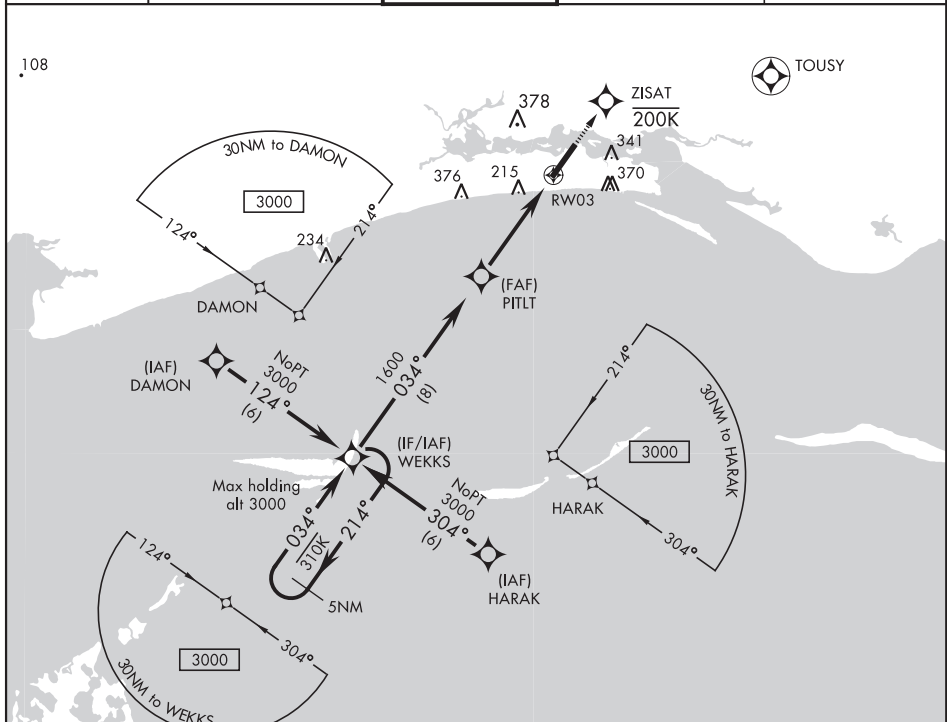 108
TOUSY
378
ZISAT
200K
30NM to DAMON
341
3000
376
215
370
RW03
124°
214°
234
(FAF)
PITLT
DAMON
(IAF)
DAMON
NoPT
3000
124°
(6)
1600
034°
(8)
214°
30NM to HARAK
(IF/IAF)
WEKKS
3000
Max holding
alt 3000
NoPT
3000
304°
(6)
HARAK
034°
310K
214°
304°
124°
(IAF)
HARAK
5NM
304°
3000
30NM to WEKKS